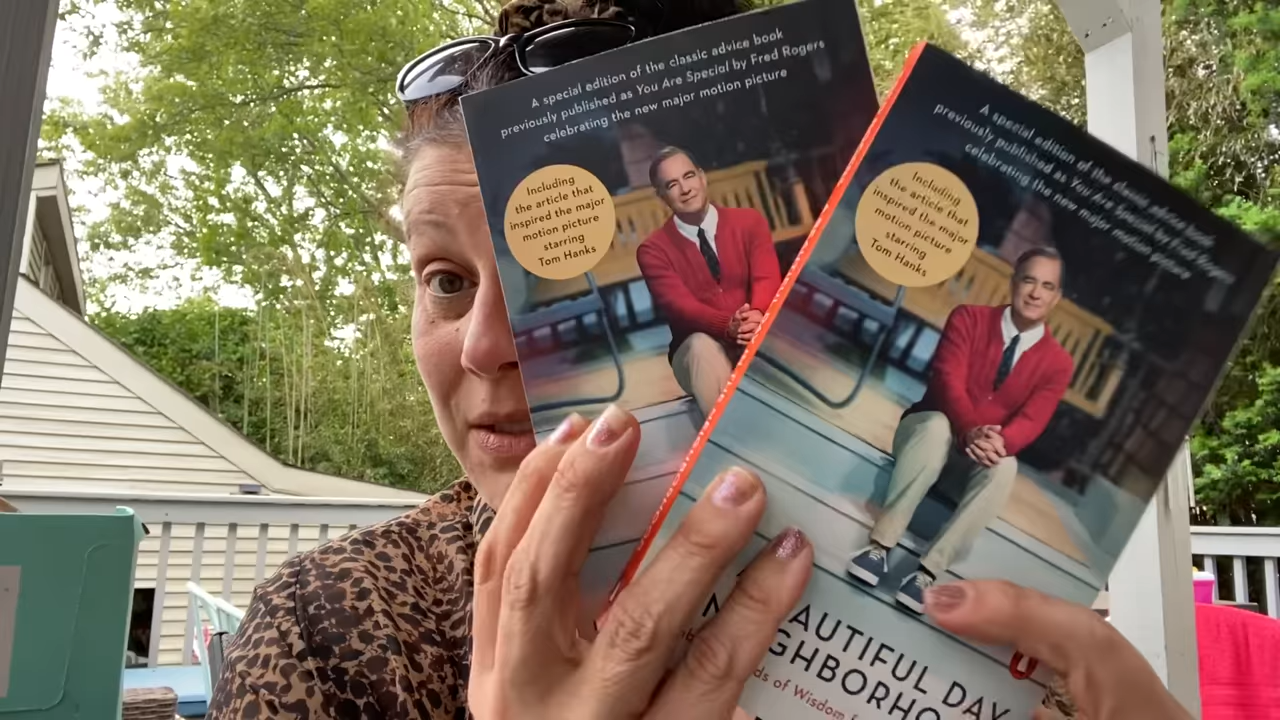 A special edition of the classic advice book
previously published as You Are Special by Fred Rogers
celebrating the new major motion picture
Including
the article that
inspired the major
motion picture
starring
Tom Hanks
A special edition of the classic advice book
previously published as You Are Special by Fred Rogers
celebrating the new major motion picture
Including
the article that
inspired the major
motion picture
starring
Tom Hanks
AUTIFUL DAY
GHBORHO
ds of Wisdom f